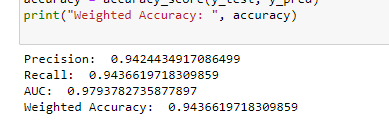 accuracy = accuracy_score(y_test, y_pred)
print("Weighted Accuracy: ", accuracy)
Precision:  0.9424434917086499
Recall:  0.9436619718309859
AUC:  0.9793782735877897
Weighted Accuracy:  0.9436619718309859